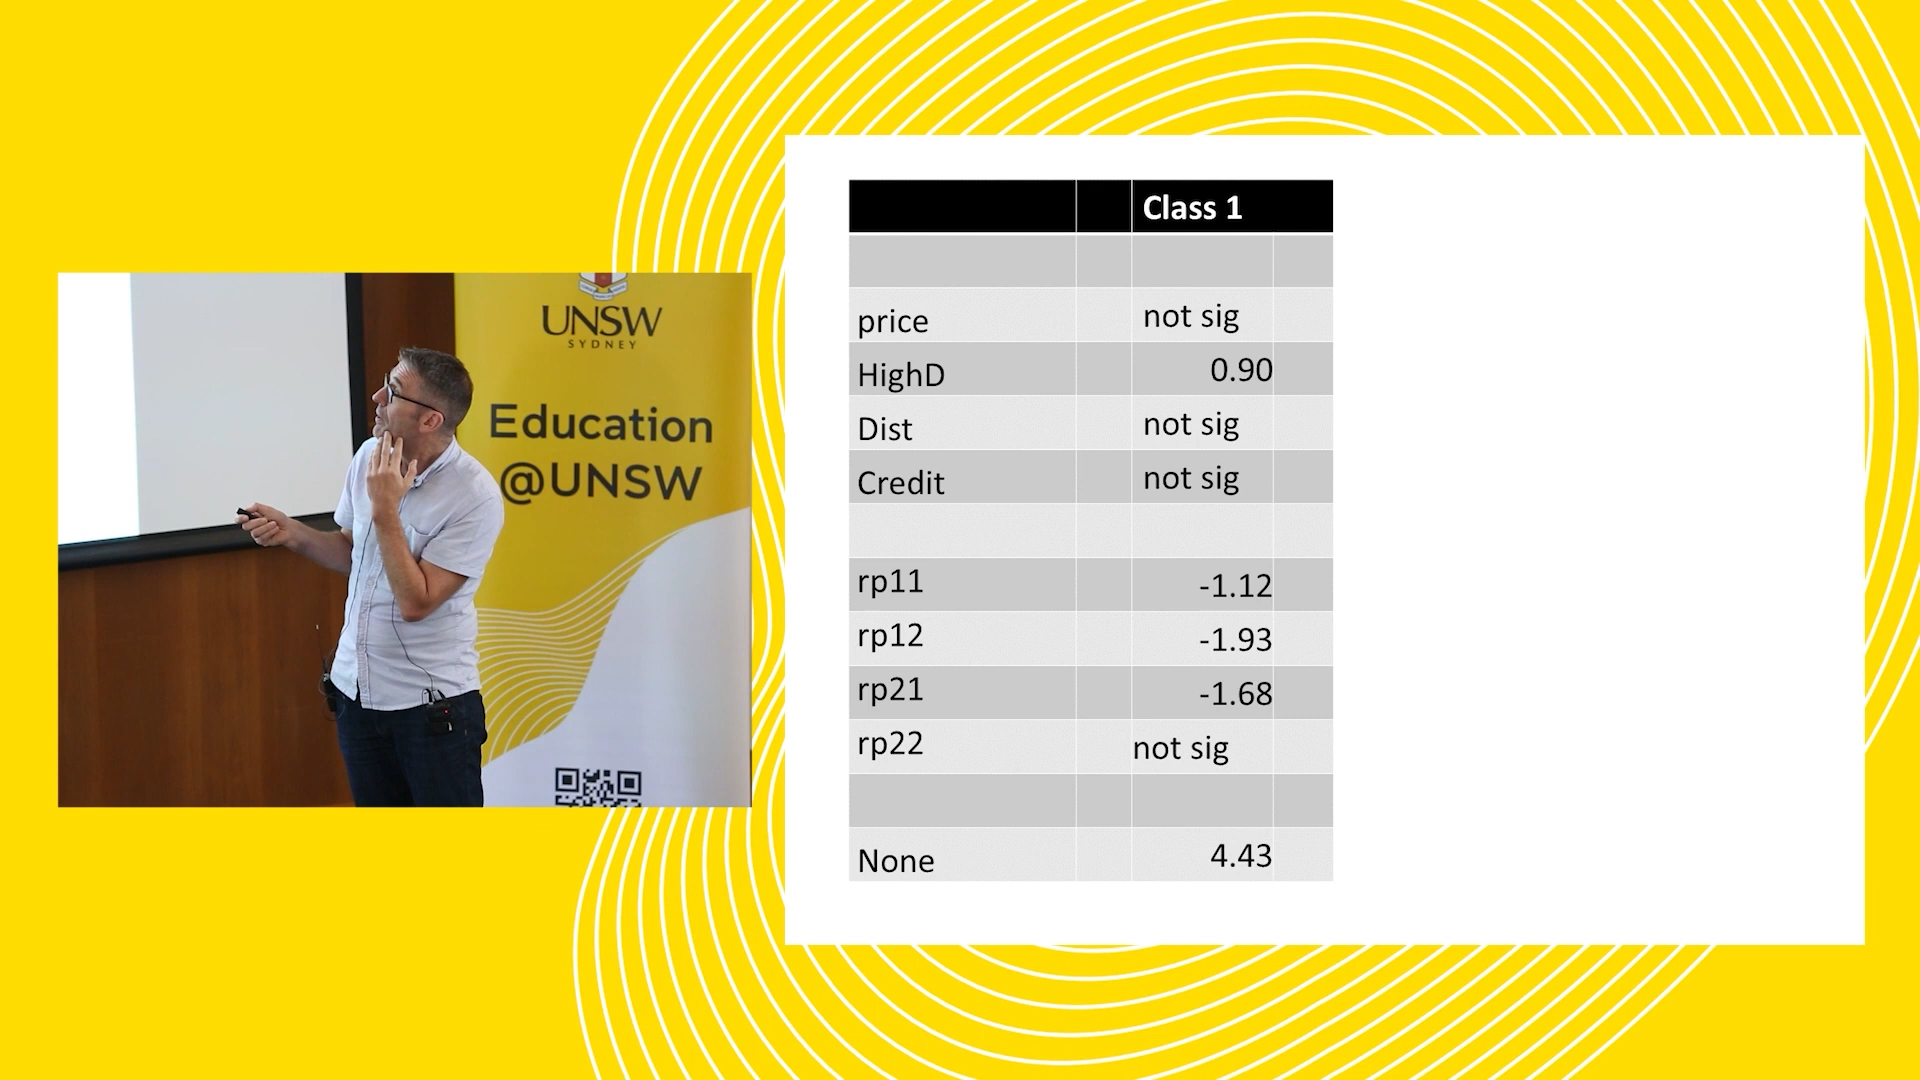 UNSW
SYDNEY
Education
@UNSW
Class 1
price not sig
HighD 0.90
Dist not sig
Credit not sig
rp11 -1.12
rp12 -1.93
rp21 -1.68
rp22 not sig
None 4.43